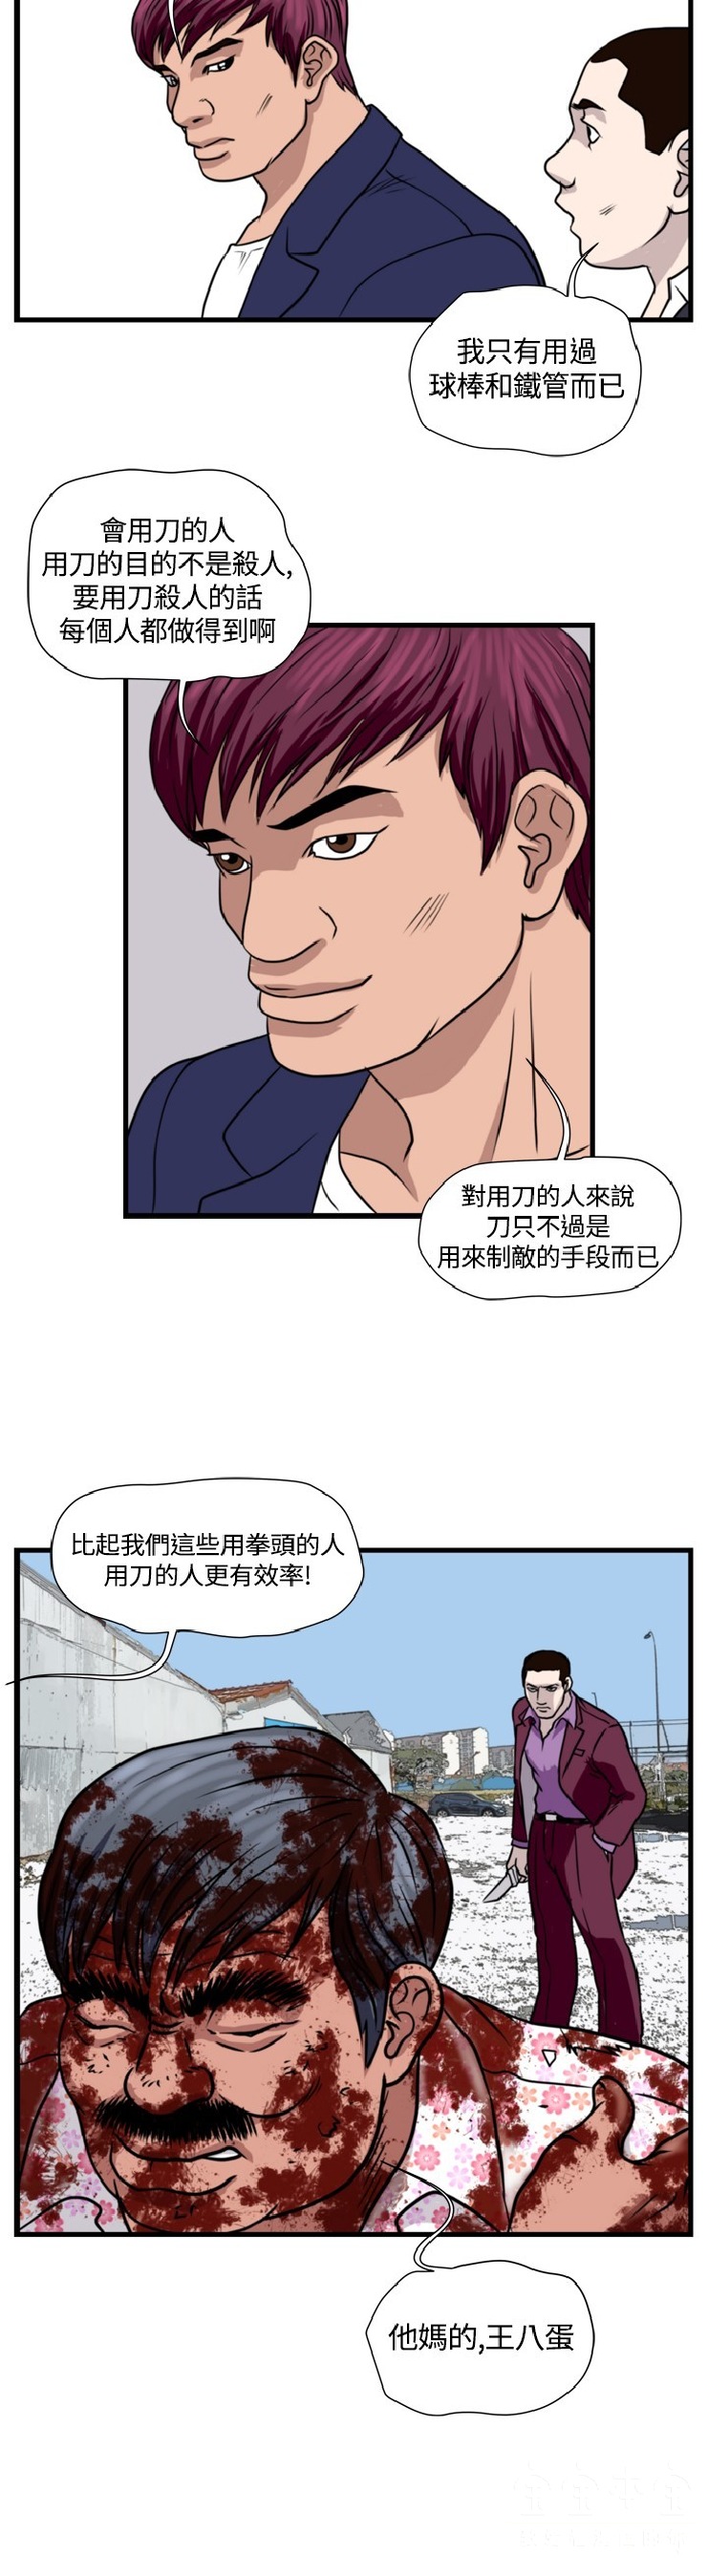 我只有用過
球棒和鐵管而已
會用刀的人
用刀的目的不是殺人,
要用刀殺人的話
每個人都做得到啊
對用刀的人來說
刀只不過是
用來制敵的手段而已
比起我們這些用拳頭的人
用刀的人更有效率!
他媽的,王八蛋